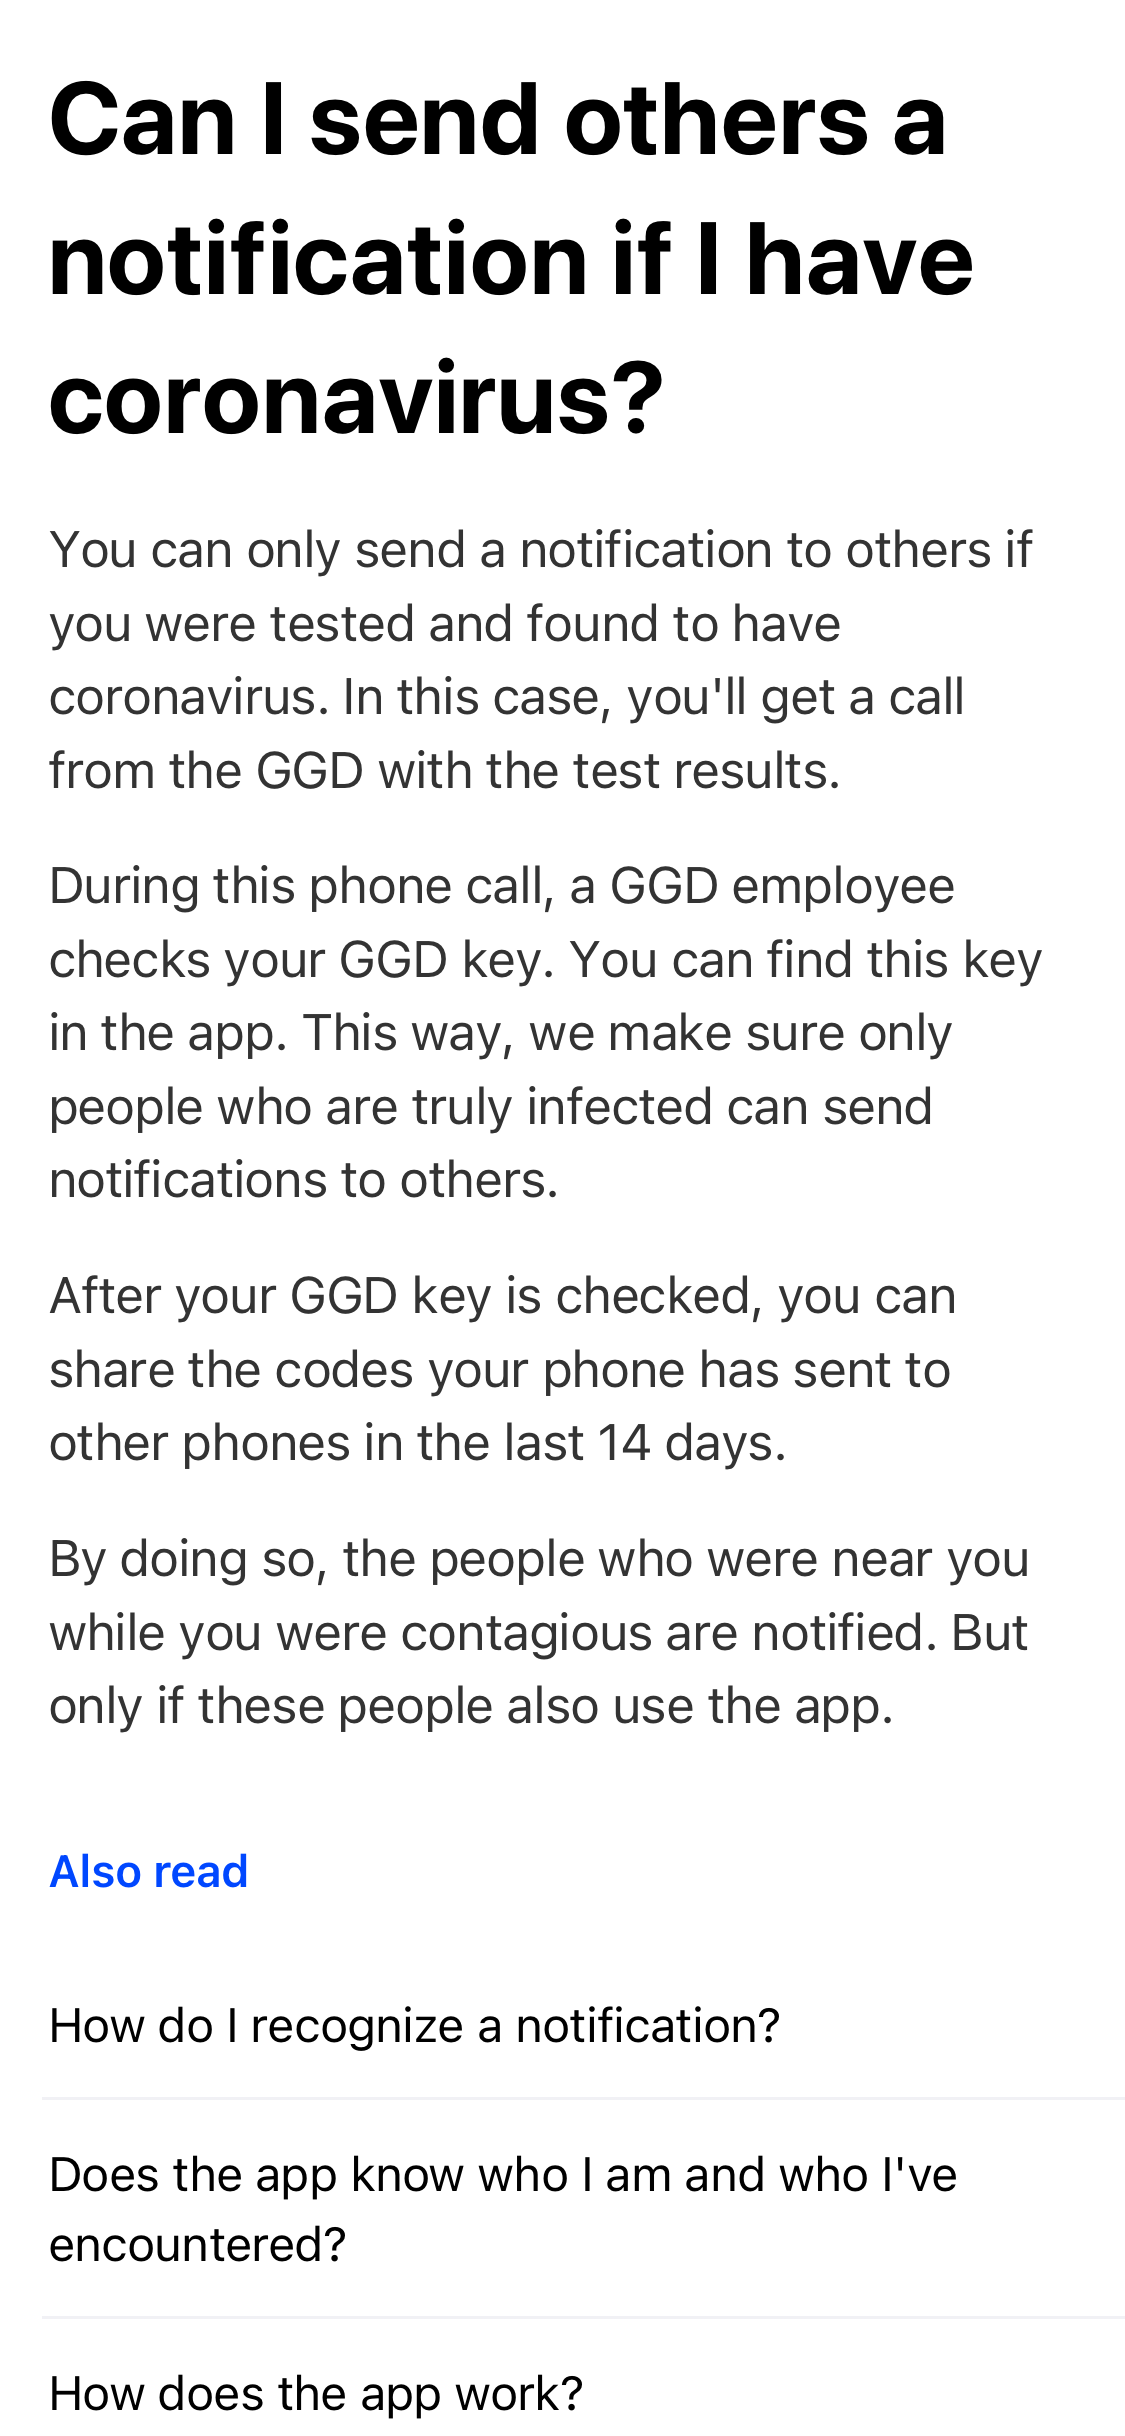 Can I send others a
notification if I have
coronavirus?
You can only send a notification to others if
you were tested and found to have
coronavirus. In this case, you'll get a call
from the GGD with the test results.
During this phone call, a GGD employee
checks your GGD key. You can find this key
in the app. This way, we make sure only
people who are truly infected can send
notifications to others.
After your GGD key is checked, you can
share the codes your phone has sent to
other phones in the last 14 days.
By doing so, the people who were near you
while you were contagious are notified. But
only if these people also use the app.
Also read
How do I recognize a notification?
Does the app know who I am and who I've
encountered?
How does the app work?